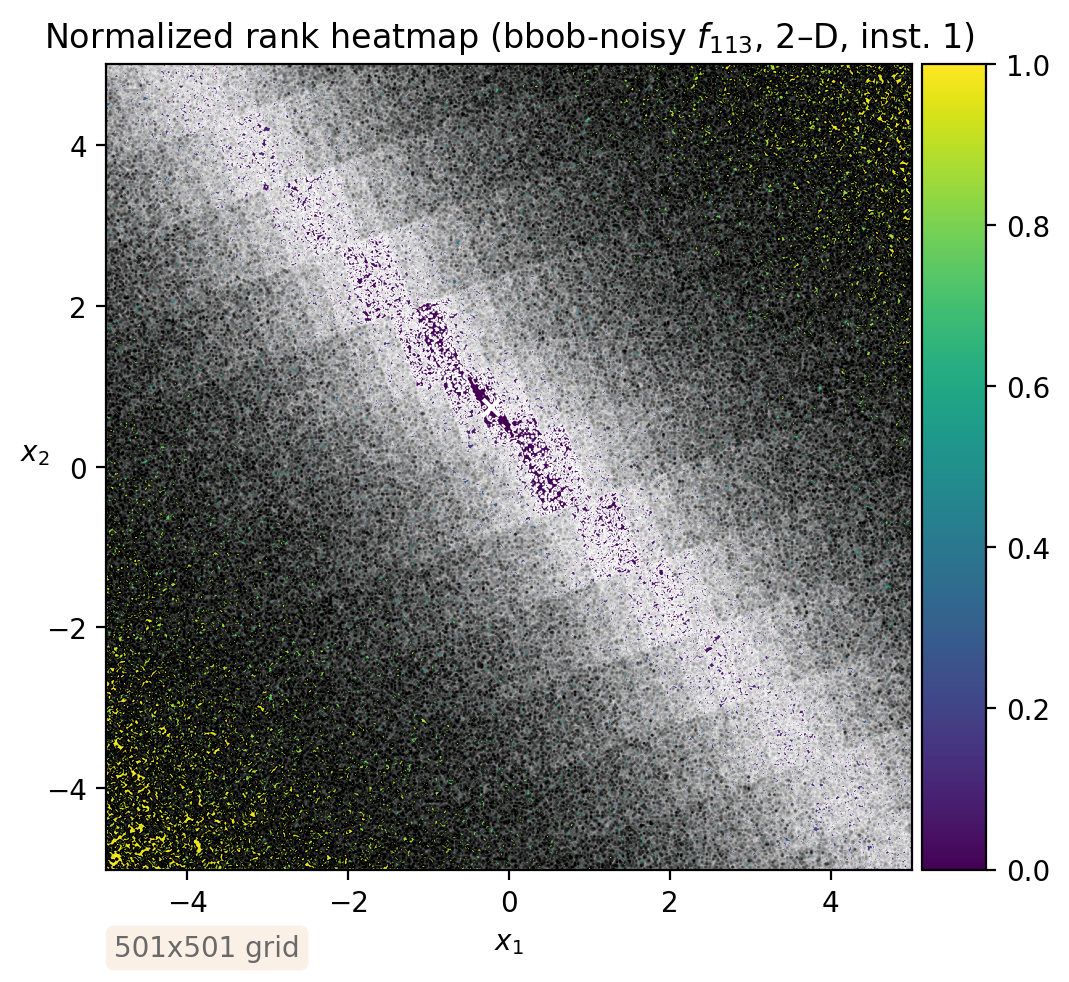 Normalized rank heatmap (bbob-noisy f₁₁₃, 2–D, inst. 1)
1.0
0.8
0.6
0.4
0.2
0.0
4
2
0
−2
−4
x₂
−4 −2 0 2 4
x₁
501x501 grid